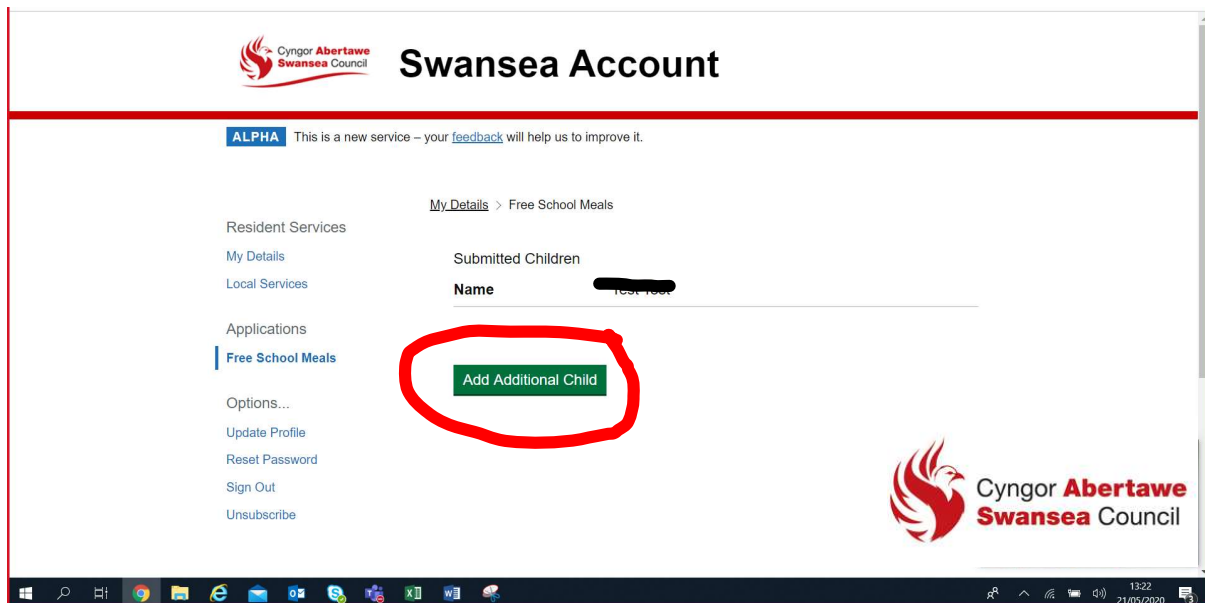 Cyngor Abertawe
Swansea Council
Swansea Account
ALPHA This is a new service – your feedback will help us to improve it.
My Details > Free School Meals
Resident Services
My Details
Local Services
Applications
Free School Meals
Options...
Update Profile
Reset Password
Sign Out
Unsubscribe
Submitted Children
Name
Add Additional Child
Cyngor Abertawe
Swansea Council
13:22
21/05/2020